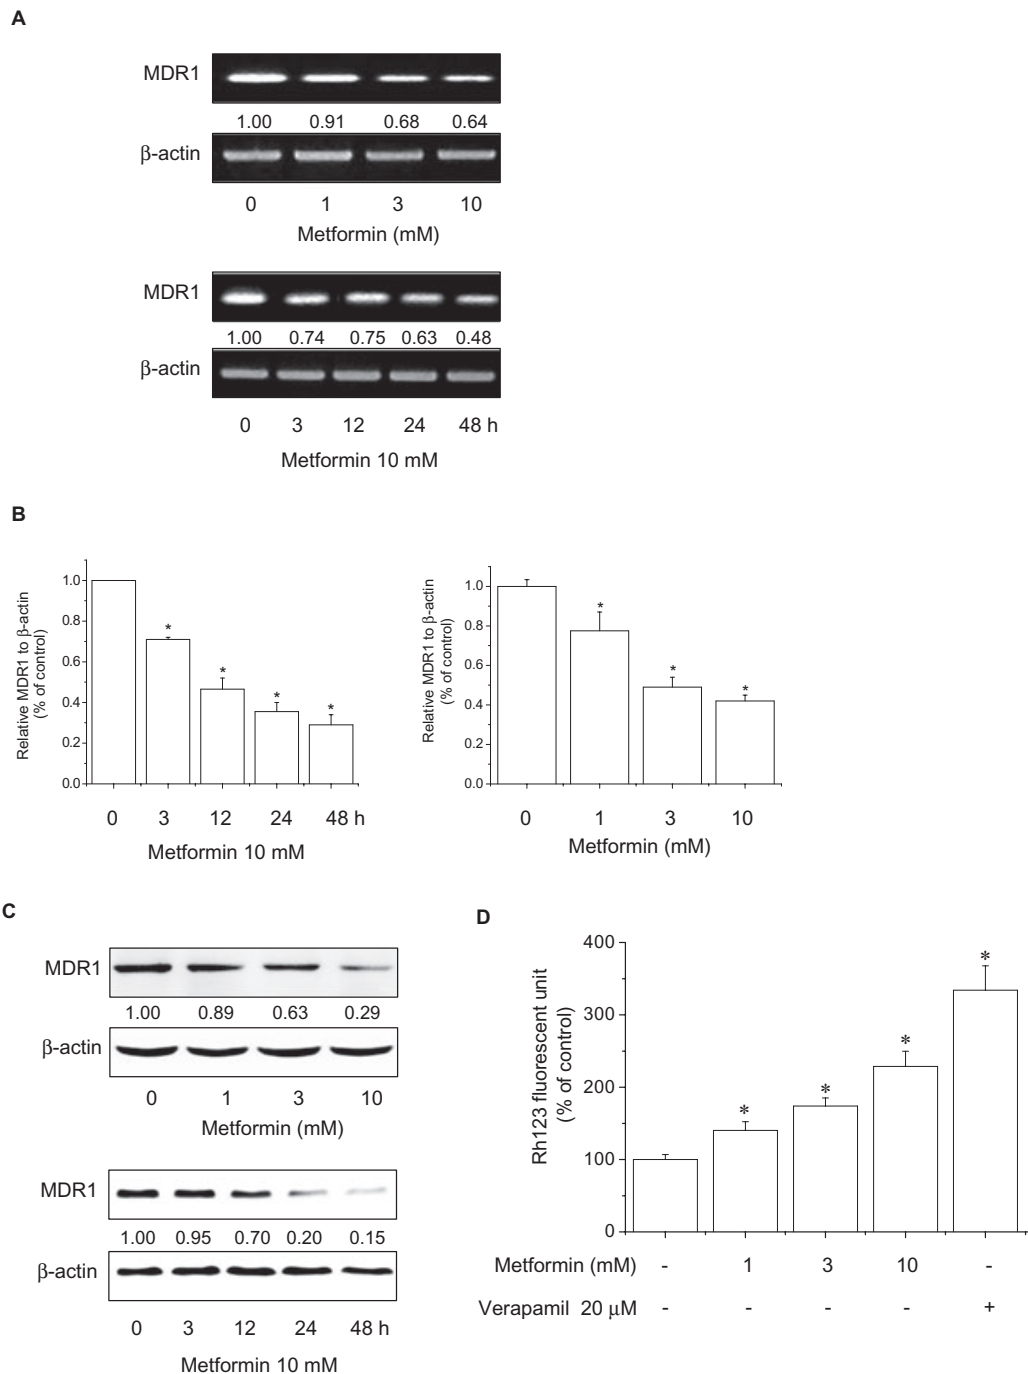 A
MDR1
1.00 0.91 0.68 0.64
β-actin
0 1 3 10
Metformin (mM)
MDR1
1.00 0.74 0.75 0.63 0.48
β-actin
0 3 12 24 48 h
Metformin 10 mM
B
Relative MDR1 to β-actin
(% of control)
1.0
0.8
0.6
0.4
0.2
0.0
* * * *
0 3 12 24 48 h
Metformin 10 mM
Relative MDR1 to β-actin
(% of control)
1.0
0.8
0.6
0.4
0.2
0.0
* * *
0 1 3 10
Metformin (mM)
C
MDR1
1.00 0.89 0.63 0.29
β-actin
0 1 3 10
Metformin (mM)
MDR1
1.00 0.95 0.70 0.20 0.15
β-actin
0 3 12 24 48 h
Metformin 10 mM
D
Rh123 fluorescent unit
(% of control)
400
300
200
100
0
* * * *
Metformin (mM) - 1 3 10 -
Verapamil 20 μM - - - - +